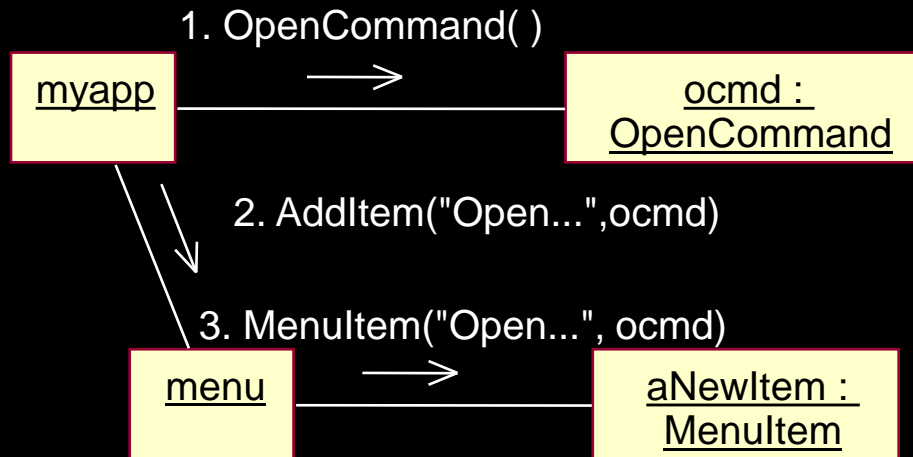 1. OpenCommand( )
myapp
ocmd :
OpenCommand
2. AddItem("Open...",ocmd)
3. MenuItem("Open...", ocmd)
menu
aNewItem :
MenuItem